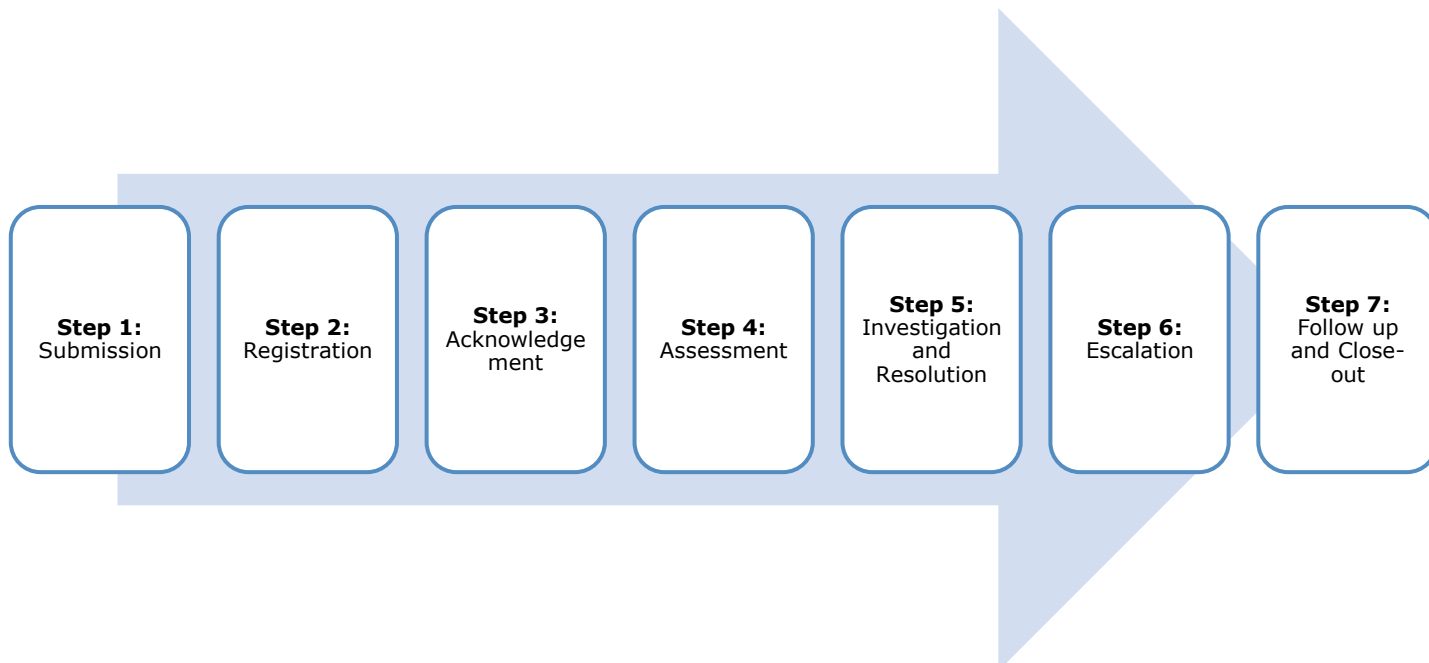 Step 1:
Submission
Step 2:
Registration
Step 3:
Acknowledge
ment
Step 4:
Assessment
Step 5:
Investigation
and
Resolution
Step 6:
Escalation
Step 7:
Follow up
and Close-
out